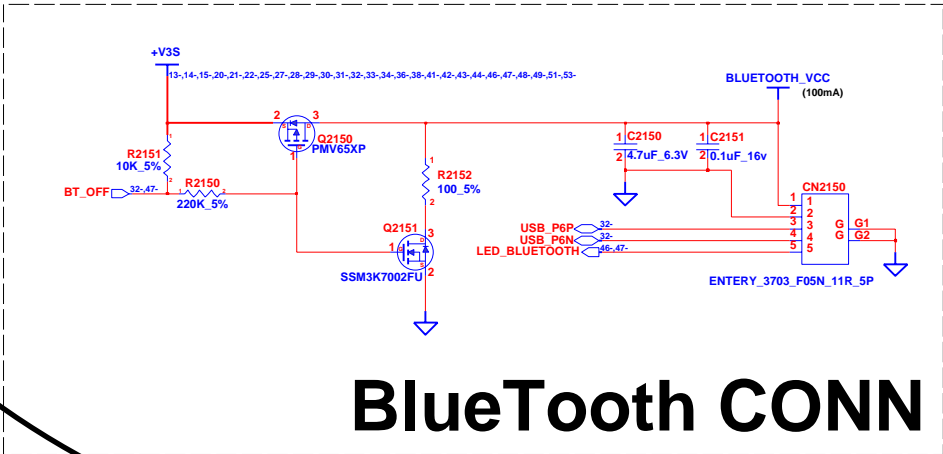 +V3S
13-,14-,15-,20-,21-,22-,25-,27-,28-,29-,30-,31-,32-,33-,34-,36-,38-,41-,42-,43-,44-,46-,47-,48-,49-,51-,53-
BLUETOOTH_VCC
(100mA)
2 3
S D
Q2150
G
PMV65XP
1
1
R2151
10K_5%
2
BT_OFF 32-,47-
1 R2150 2
220K_5%
1
R2152
100_5%
2
1 C2150
2 4.7uF_6.3V
1 C2151
2 0.1uF_16v
Q2151 3
D
1 G
S
2
SSM3K7002FU
CN2150
1 1
2 2
3 3
4 4
5 5
G G1
G G2
USB_P6P 32-
USB_P6N 32-
LED_BLUETOOTH 46-,47-
ENTERY_3703_F05N_11R_5P
BlueTooth CONN